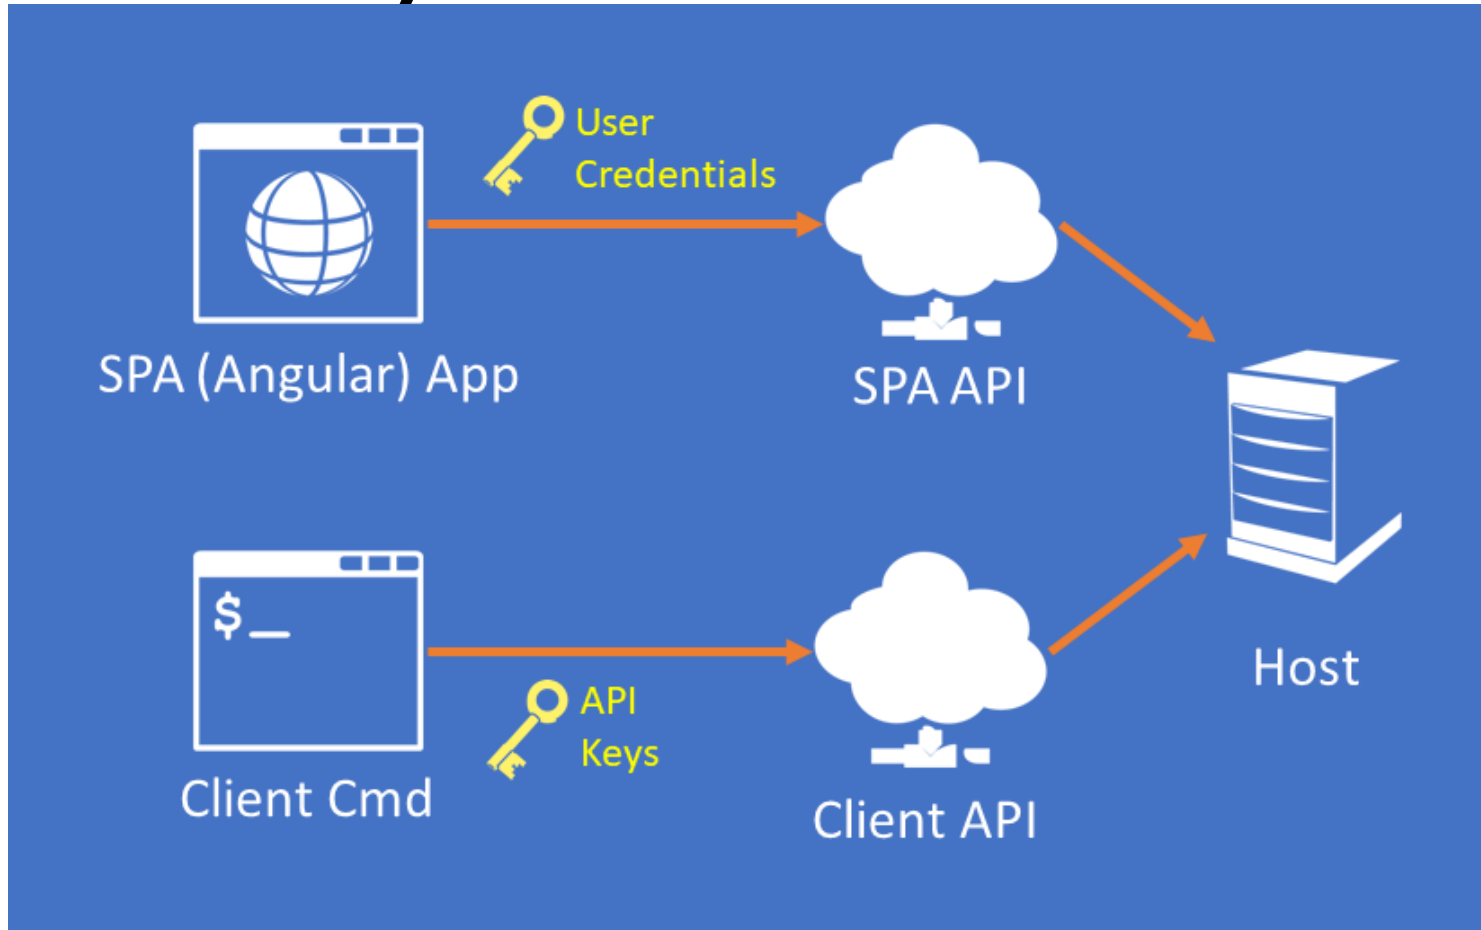 User
Credentials
SPA (Angular) App
SPA API
$_
API
Keys
Host
Client Cmd
Client API